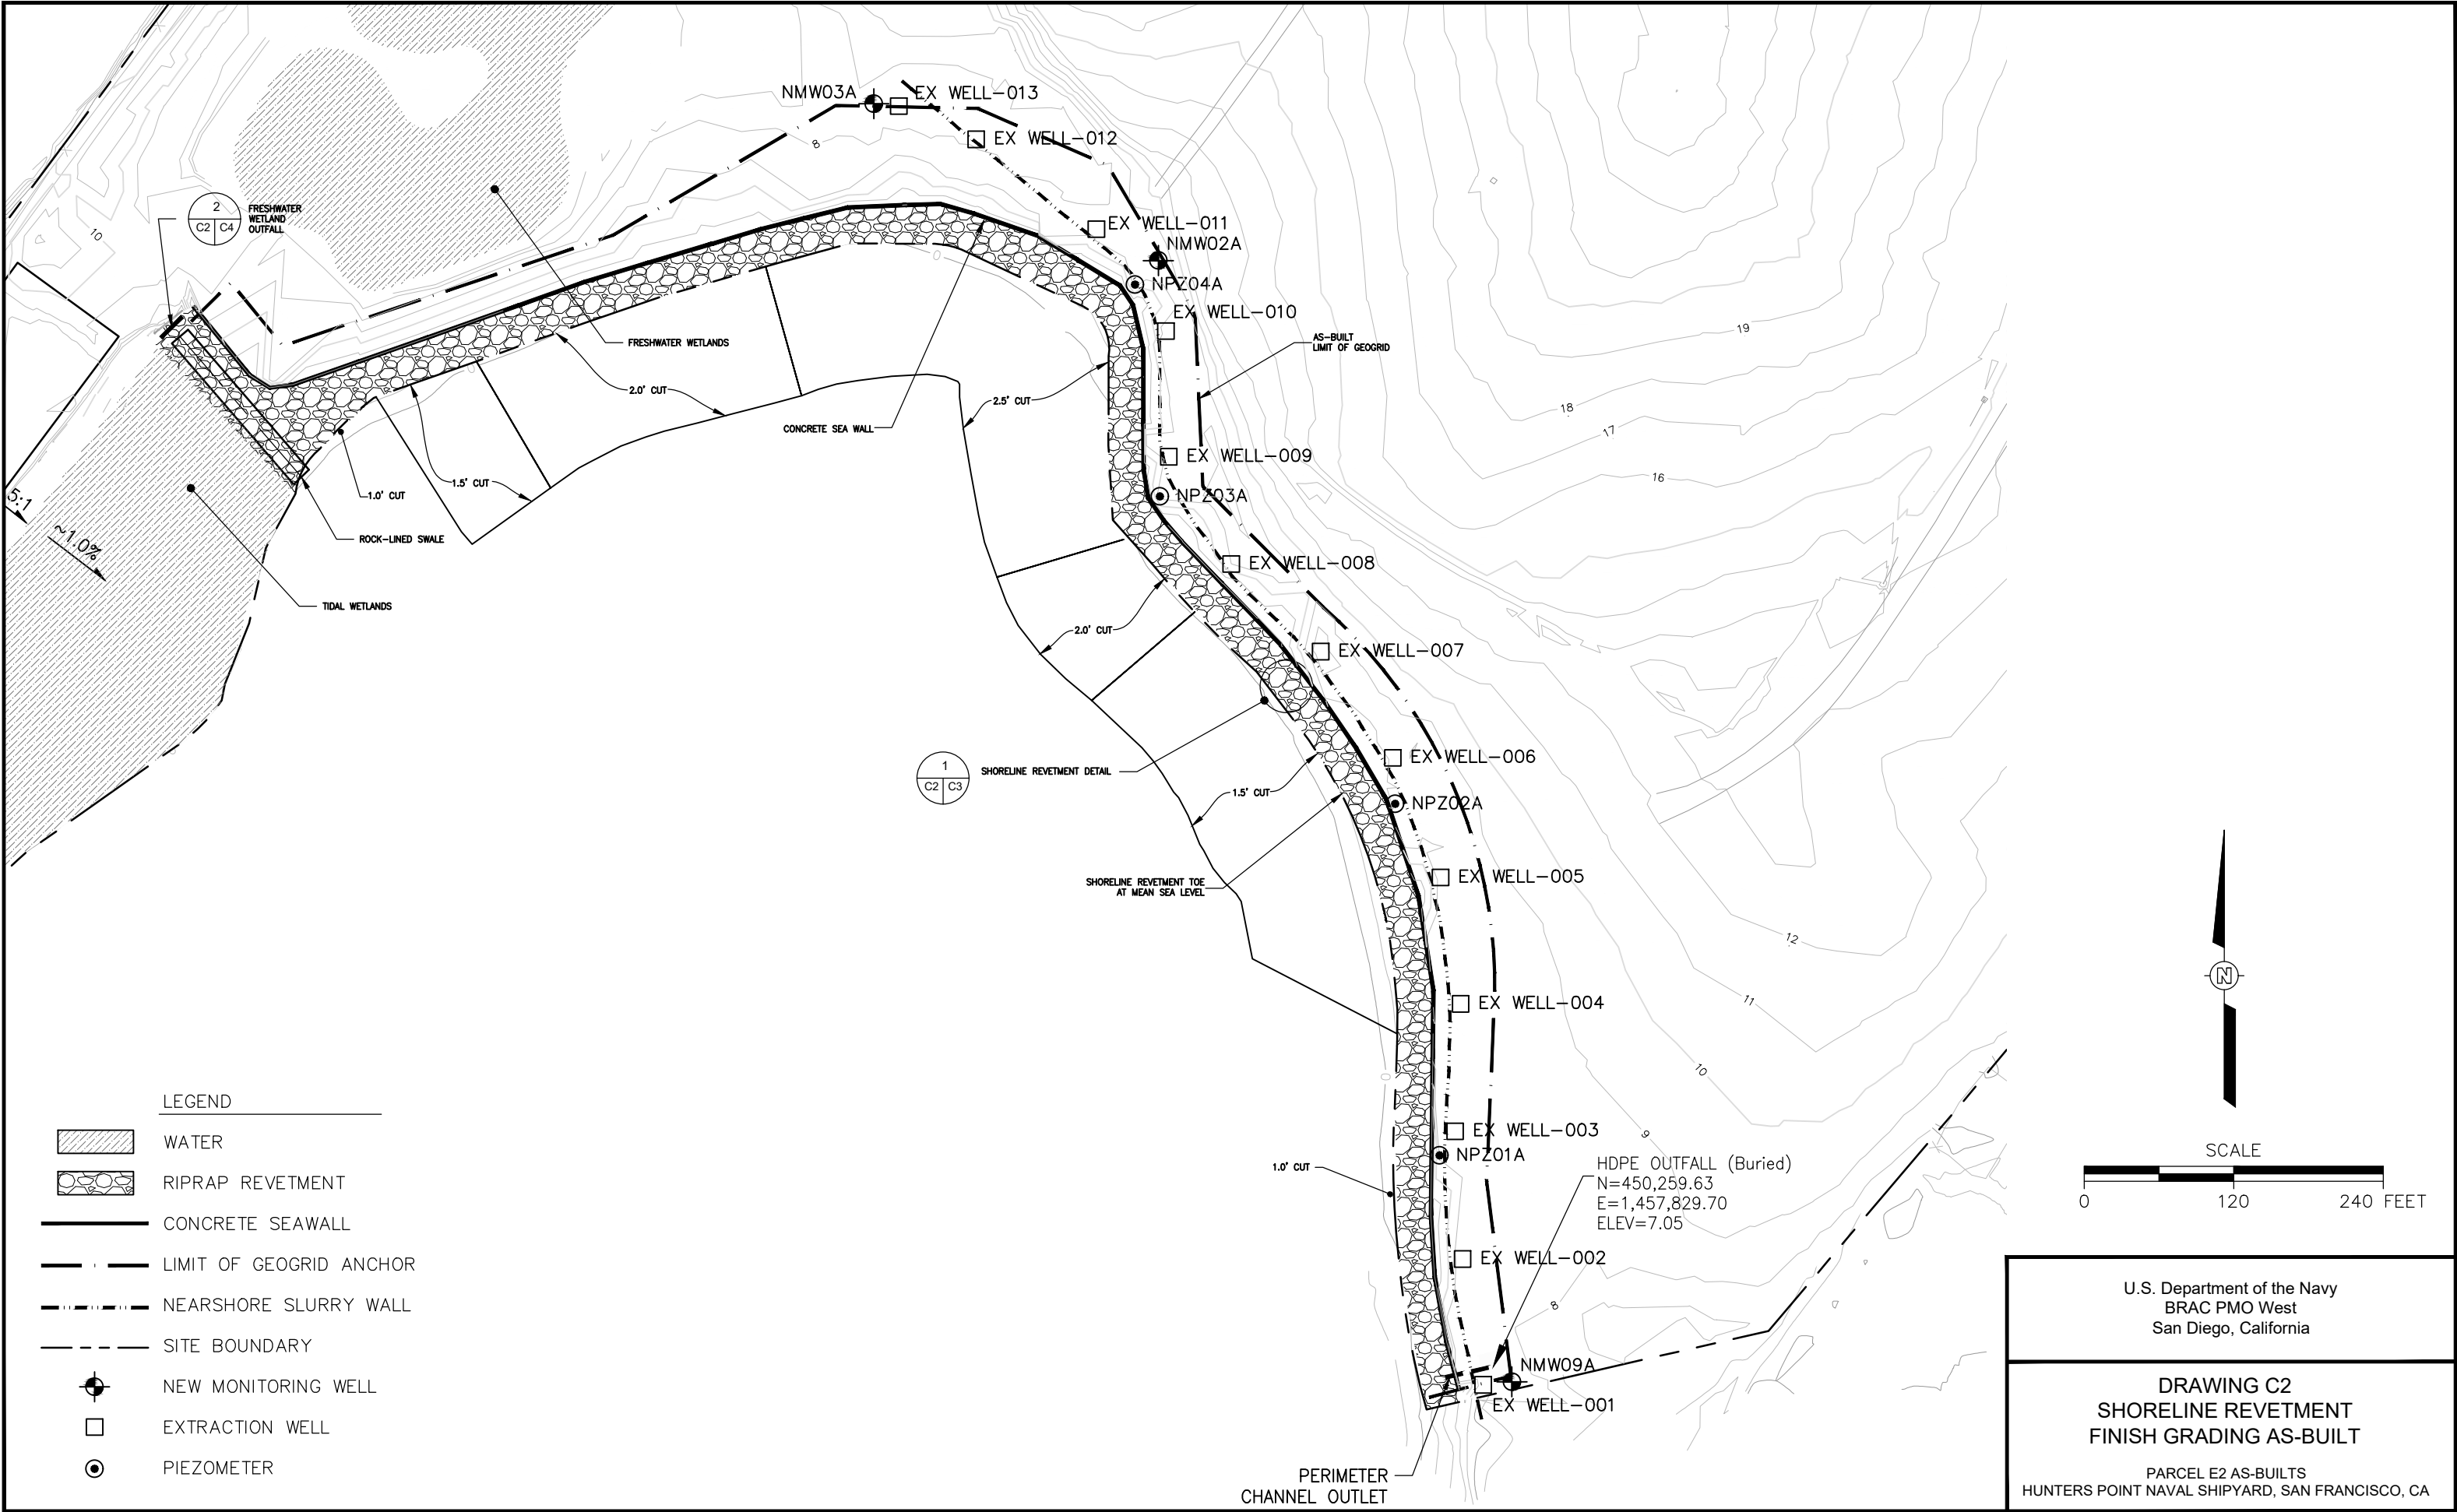 NMW03A
EX WELL-013
EX WELL-012
8
2
C2 C4
FRESHWATER
WETLAND
OUTFALL
10
EX WELL-011
NMW02A
0
NPZ04A
EX WELL-010
19
FRESHWATER WETLANDS
AS-BUILT
LIMIT OF GEOGRID
0
2.0' CUT
2.5' CUT
18
CONCRETE SEA WALL
17
EX WELL-009
16
1.5' CUT
1.0' CUT
NPZ03A
5:1
ROCK-LINED SWALE
~1.0%
EX WELL-008
TIDAL WETLANDS
2.0' CUT
EX WELL-007
EX WELL-006
1
C2 C3
SHORELINE REVETMENT DETAIL
1.5' CUT
NPZ02A
EX WELL-005
SHORELINE REVETMENT TOE
AT MEAN SEA LEVEL
12
N
EX WELL-004
11
10
0
LEGEND
WATER
RIPRAP REVETMENT
CONCRETE SEAWALL
LIMIT OF GEOGRID ANCHOR
NEARSHORE SLURRY WALL
SITE BOUNDARY
NEW MONITORING WELL
EXTRACTION WELL
PIEZOMETER
EX WELL-003
9
NPZ01A
1.0' CUT
HDPE OUTFALL (Buried)
N=450,259.63
E=1,457,829.70
ELEV=7.05
SCALE
0 120 240 FEET
EX WELL-002
8
NMW09A
EX WELL-001
PERIMETER
CHANNEL OUTLET
U.S. Department of the Navy
BRAC PMO West
San Diego, California
DRAWING C2
SHORELINE REVETMENT
FINISH GRADING AS-BUILT
PARCEL E2 AS-BUILTS
HUNTERS POINT NAVAL SHIPYARD, SAN FRANCISCO, CA